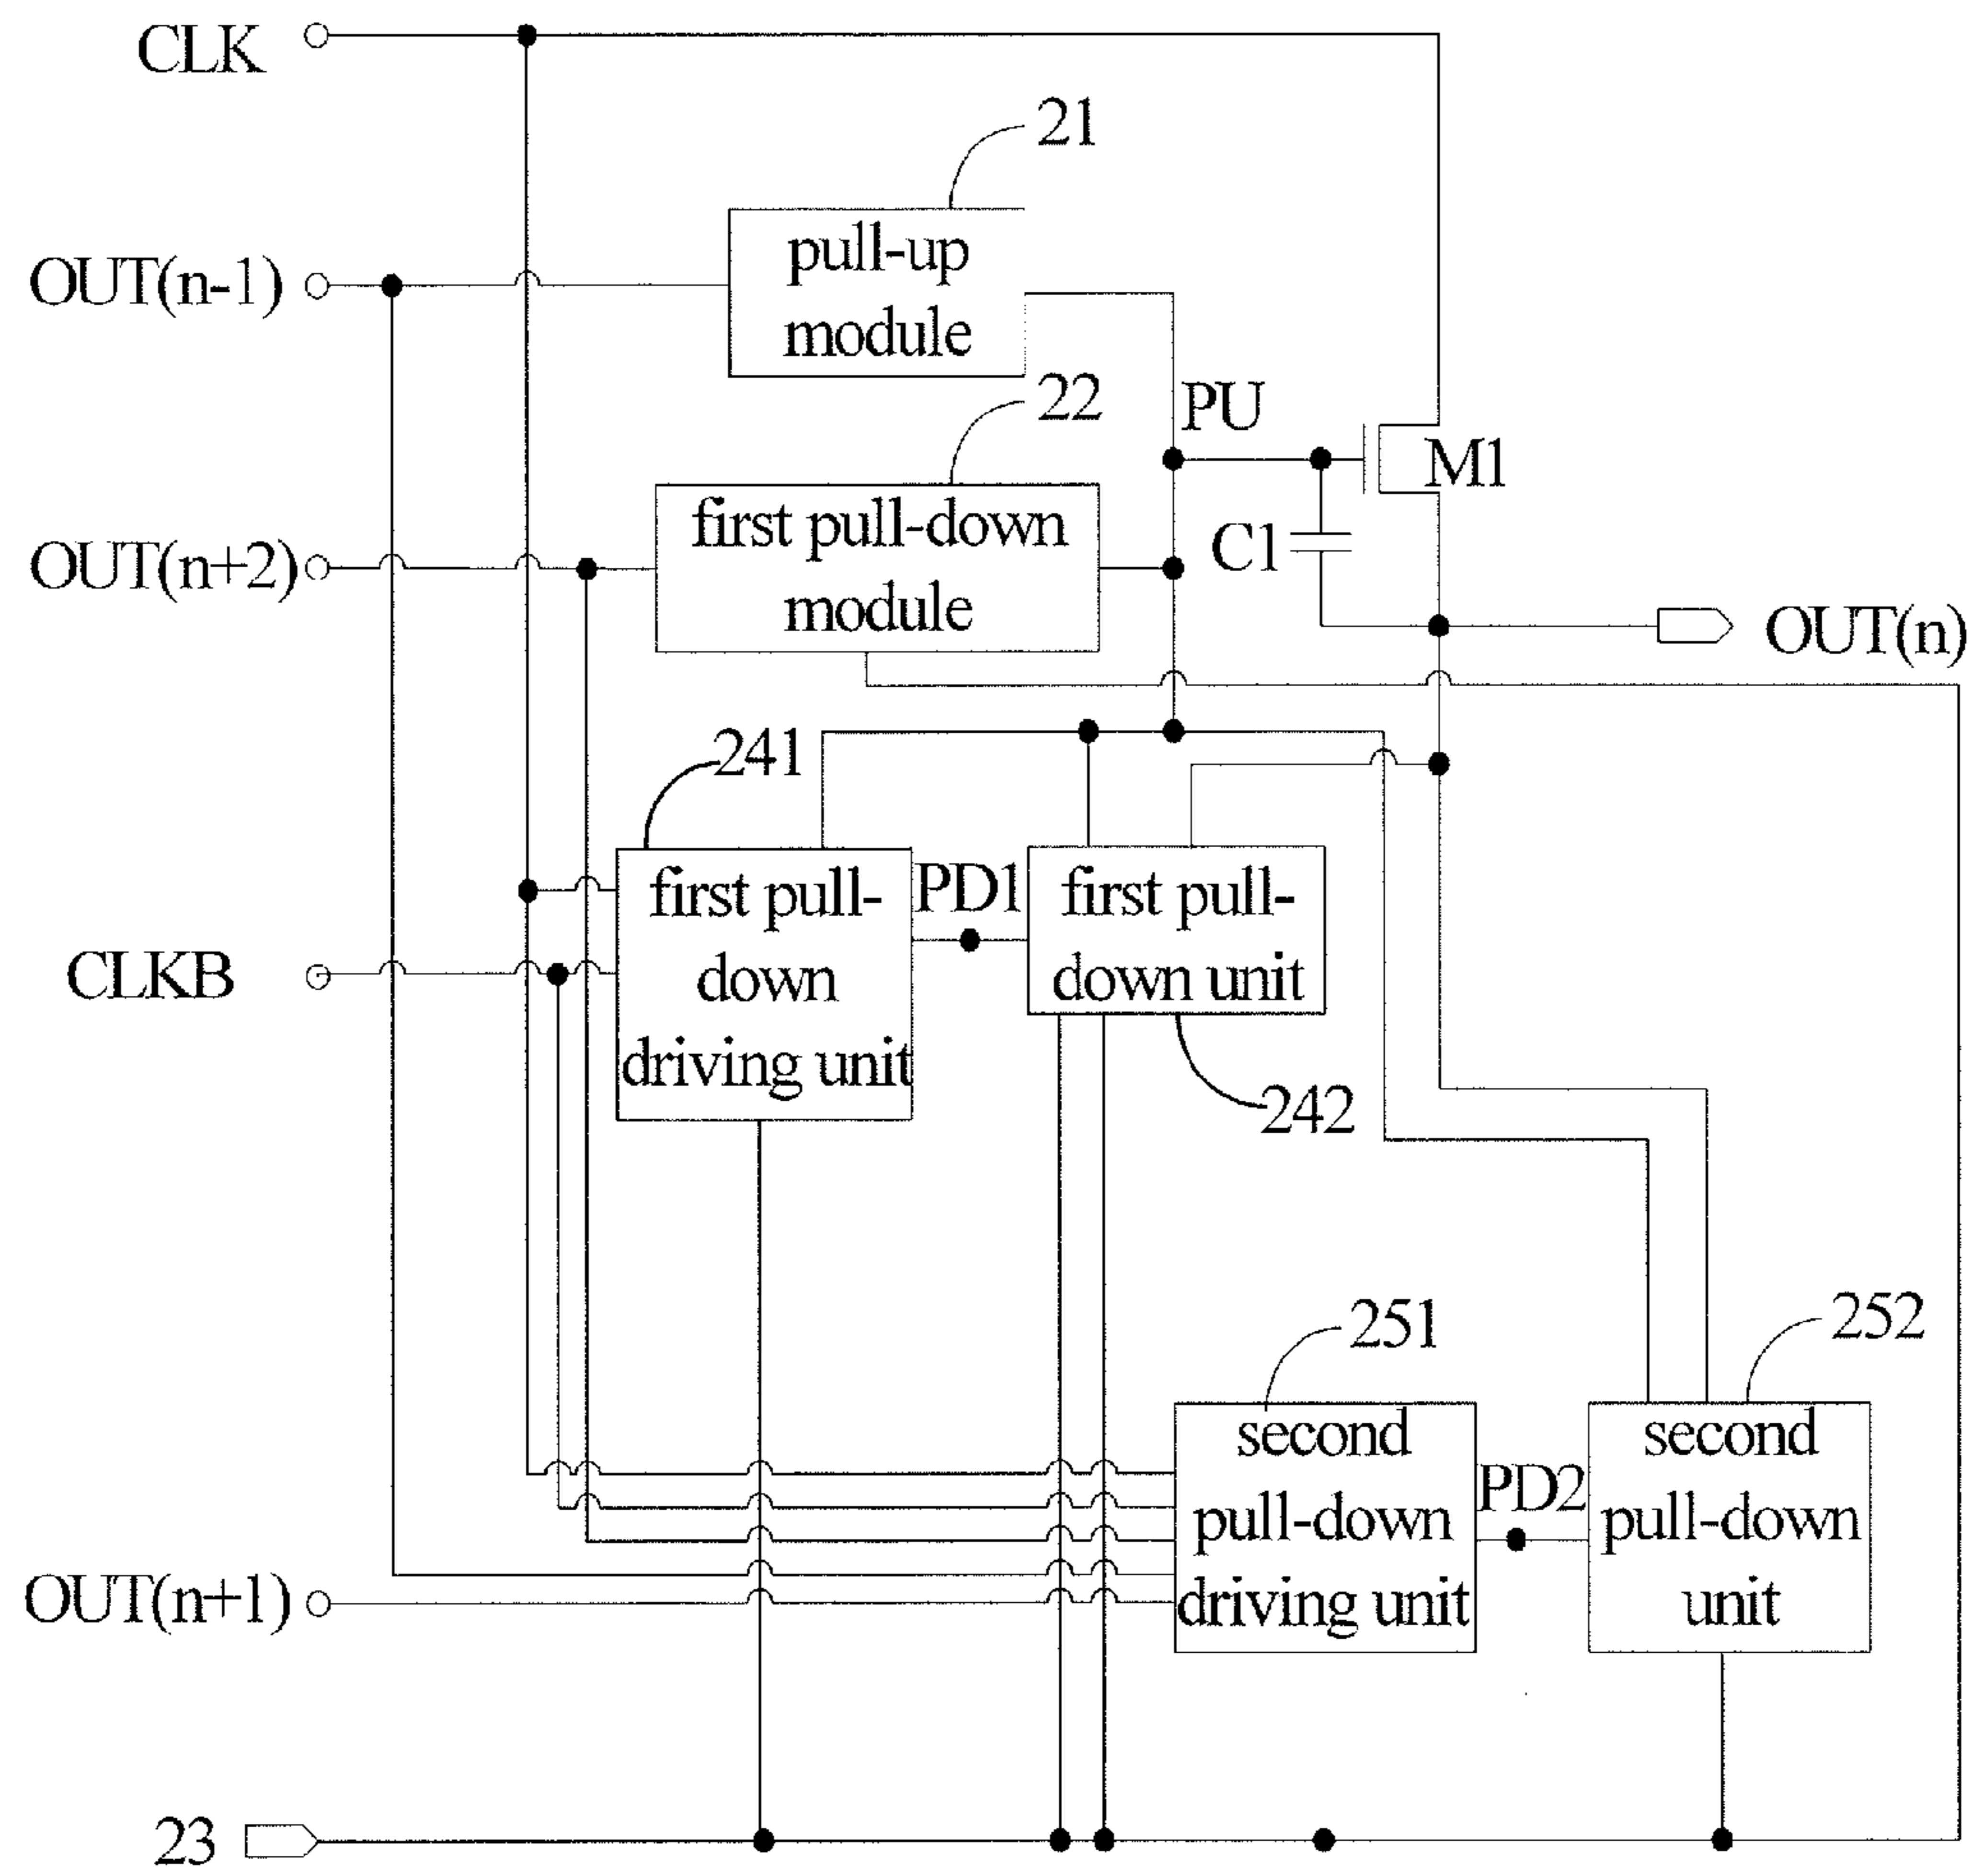 CLK
21
OUT(n-1)
pull-up
module
22
PU
M1
OUT(n+2)
first pull-down
module
C1
OUT(n)
241
first pull-
down
driving unit
PD1
first pull-
down unit
CLKB
242
251
252
second
pull-down
driving unit
PD2
second
pull-down
unit
OUT(n+1)
23